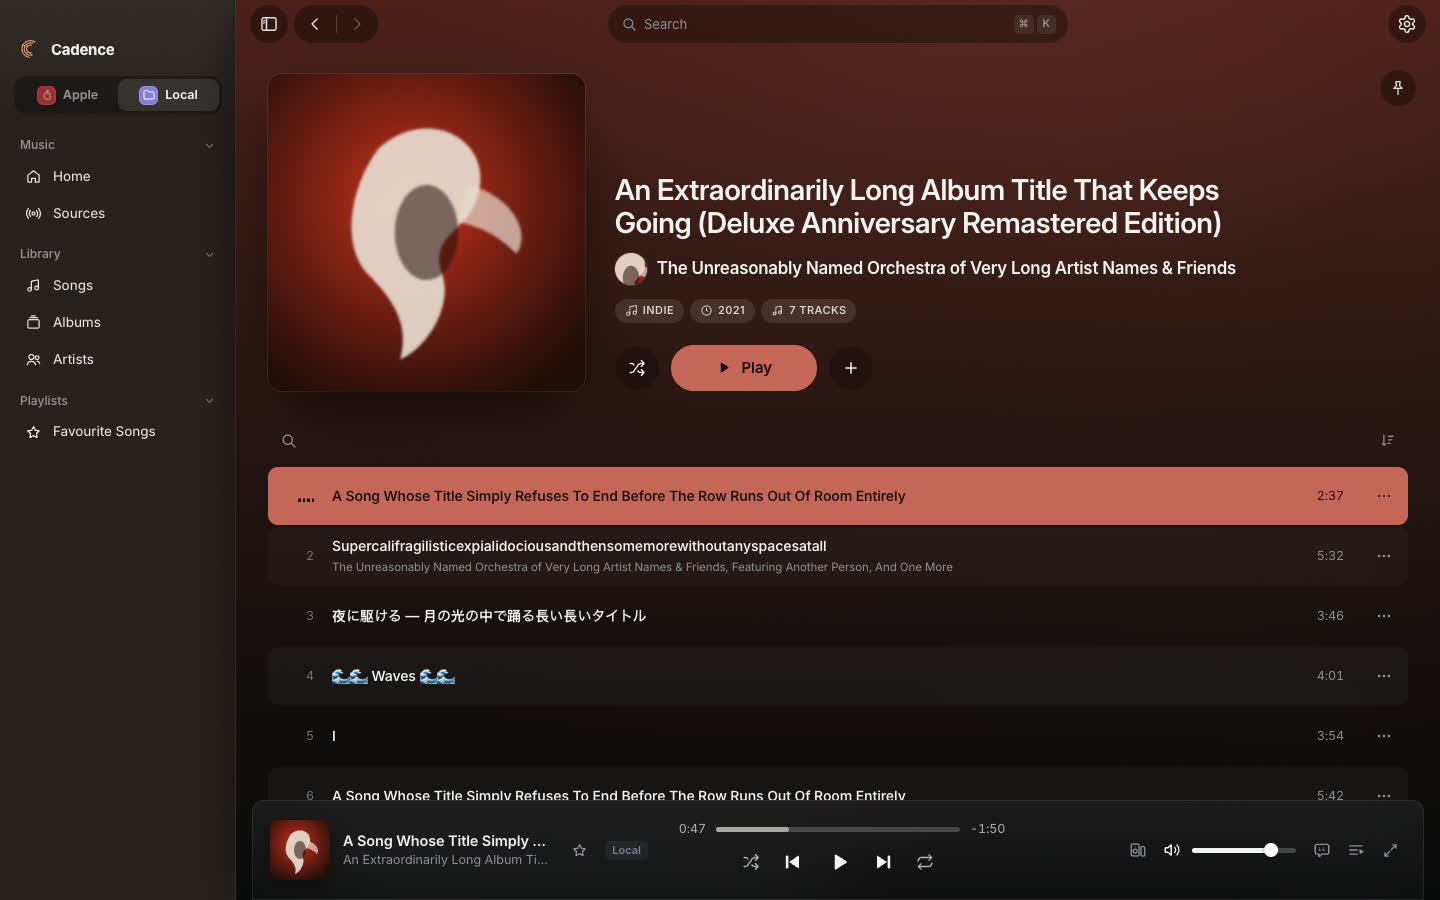 Cadence
Apple
Local
Music
Home
Sources
Library
Songs
Albums
Artists
Playlists
Favourite Songs
Search
⌘ K
An Extraordinarily Long Album Title That Keeps
Going (Deluxe Anniversary Remastered Edition)
The Unreasonably Named Orchestra of Very Long Artist Names & Friends
INDIE
2021
7 TRACKS
Play
A Song Whose Title Simply Refuses To End Before The Row Runs Out Of Room Entirely 2:37
2 Supercalifragilisticexpialidociousandthensomemorewithoutanyspacesatall 5:32
The Unreasonably Named Orchestra of Very Long Artist Names & Friends, Featuring Another Person, And One More
3 夜に駆ける — 月の光の中で踊る長い長いタイトル 3:46
4 🌊🌊 Waves 🌊🌊 4:01
5 I 3:54
6 A Song Whose Title Simply Refuses To End Before The Row Runs Out Of Room Entirely 5:42
A Song Whose Title Simply ...
An Extraordinarily Long Album Ti...
Local
0:47
-1:50